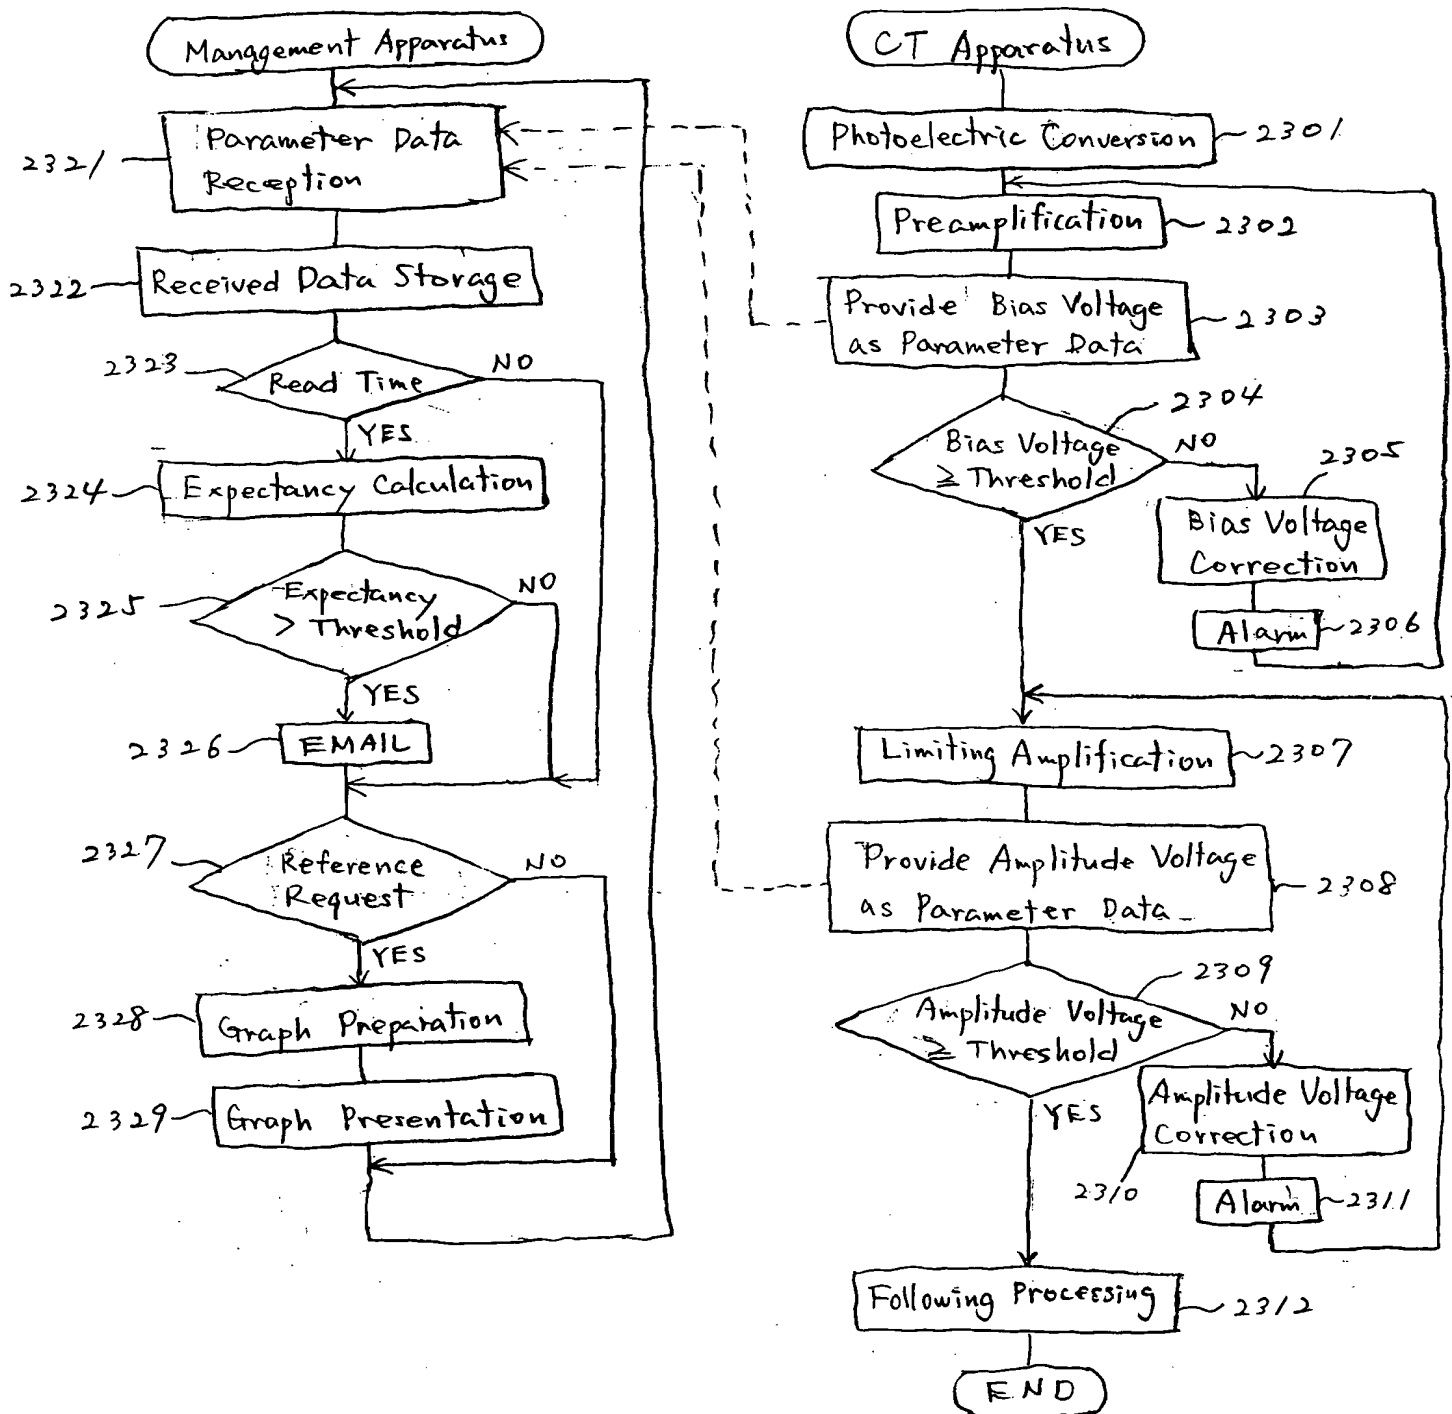 Management Apparatus
2321
Parameter Data
Reception
2322
Received Data Storage
2323
Read Time
NO
YES
2324
Expectancy Calculation
2325
Expectancy
> Threshold
NO
YES
2326
EMAIL
2327
Reference
Request
NO
YES
2328
Graph Preparation
2329
Graph Presentation
CT Apparatus
Photoelectric Conversion
2301
Preamplification
2302
Provide Bias Voltage
as Parameter Data
2303
2304
Bias Voltage
≧ Threshold
NO
YES
2305
Bias Voltage
Correction
Alarm
2306
Limiting Amplification
2307
Provide Amplitude Voltage
as Parameter Data
2308
2309
Amplitude Voltage
≧ Threshold
NO
YES
Amplitude Voltage
Correction
2310
Alarm
2311
Following Processing
2312
END